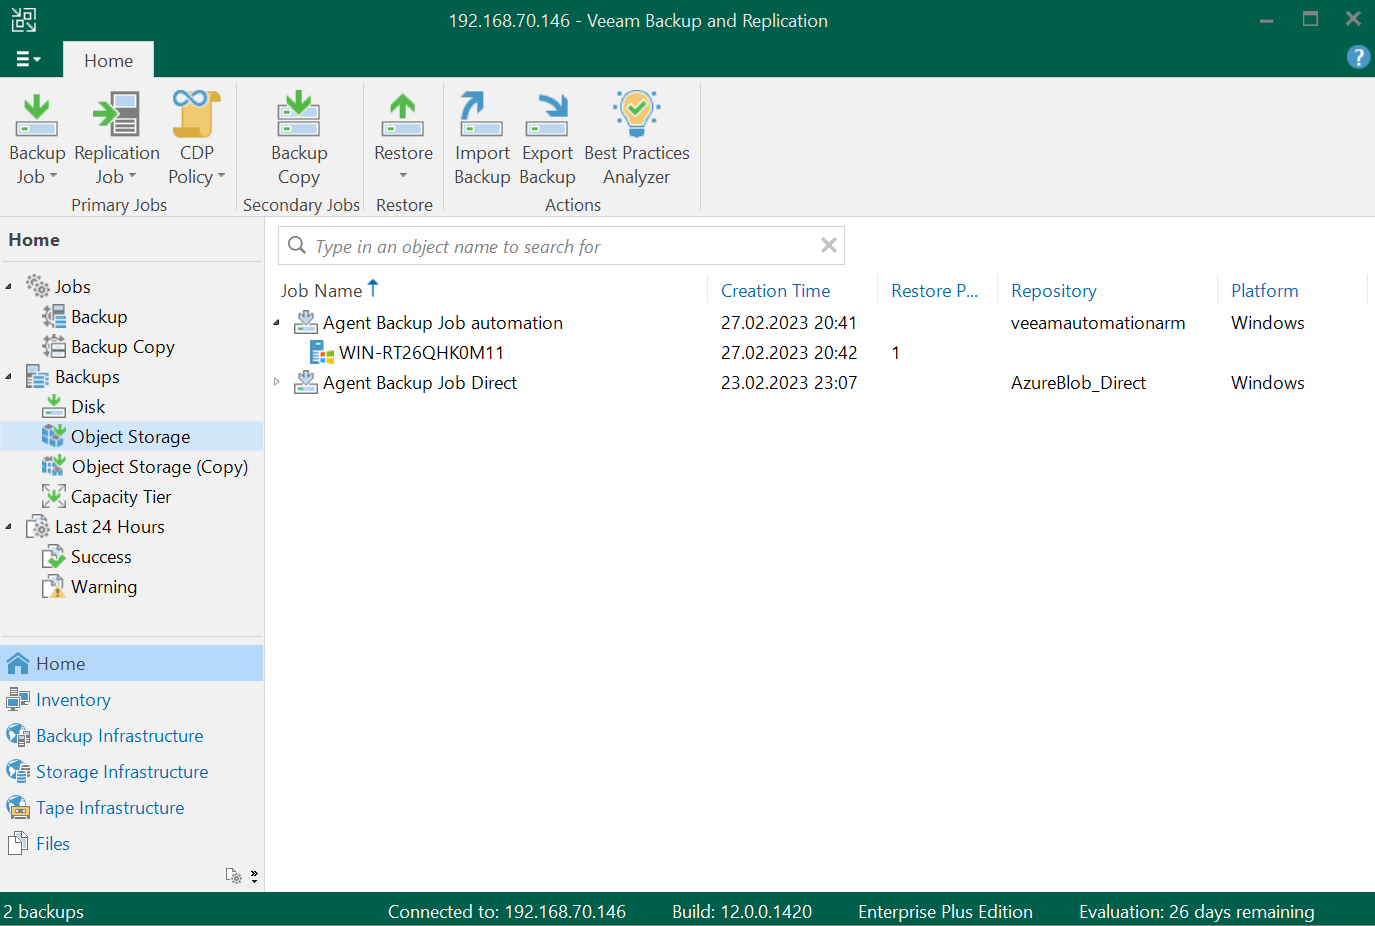 192.168.70.146 - Veeam Backup and Replication
Home
?
Backup Job
Replication Job
CDP Policy
Primary Jobs
Backup Copy
Secondary Jobs
Restore
Restore
Import Backup
Export Backup
Best Practices Analyzer
Actions
Home
Jobs
Backup
Backup Copy
Backups
Disk
Object Storage
Object Storage (Copy)
Capacity Tier
Last 24 Hours
Success
Warning
Home
Inventory
Backup Infrastructure
Storage Infrastructure
Tape Infrastructure
Files
Type in an object name to search for
Job Name Creation Time Restore P... Repository Platform
Agent Backup Job automation 27.02.2023 20:41 veeamautomationarm Windows
WIN-RT26QHK0M11 27.02.2023 20:42 1
Agent Backup Job Direct 23.02.2023 23:07 AzureBlob_Direct Windows
2 backups Connected to: 192.168.70.146 Build: 12.0.0.1420 Enterprise Plus Edition Evaluation: 26 days remaining